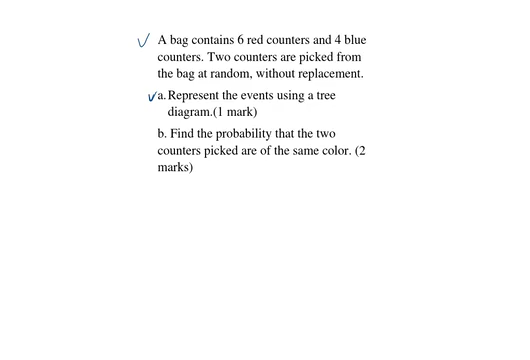 A bag contains 6 red counters and 4 blue
counters. Two counters are picked from
the bag at random, without replacement.
a. Represent the events using a tree
diagram.(1 mark)
b. Find the probability that the two
counters picked are of the same color. (2
marks)